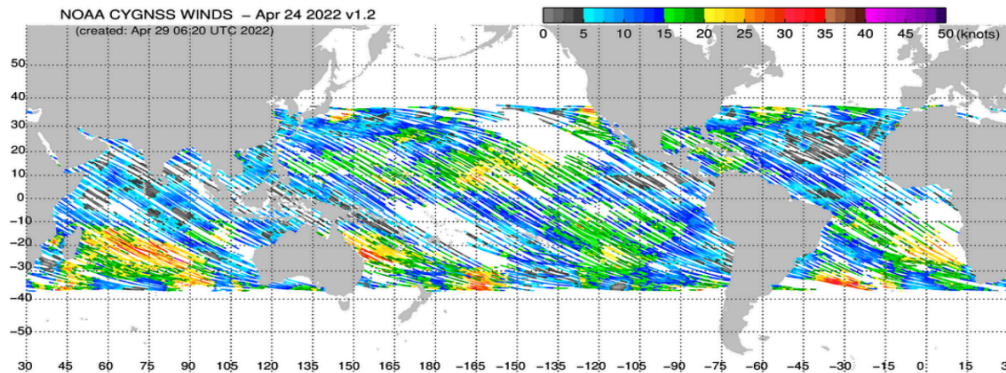 NOAA CYGNSS WINDS – Apr 24 2022 v1.2
(created: Apr 29 06:20 UTC 2022)
0 5 10 15 20 25 30 35 40 45 50 (knots)
50
40
30
20
10
0
−10
−20
−30
−40
−50
30 45 60 75 90 105 120 135 150 165 180 −165 −150 −135 −120 −105 −90 −75 −60 −45 −30 −15 0 15